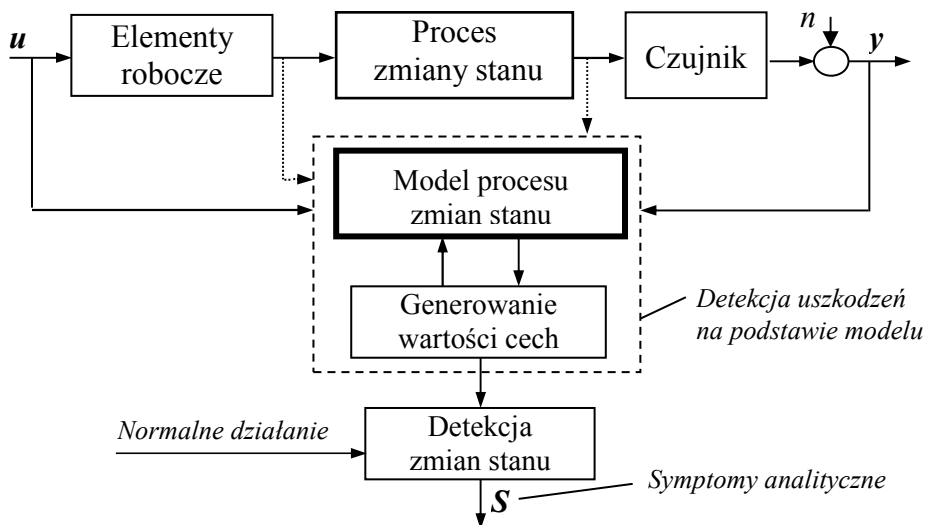 u
Elementy
robocze
Proces
zmiany stanu
Czujnik
n
y
Model procesu
zmian stanu
Generowanie
wartości cech
Detekcja uszkodzeń
na podstawie modelu
Normalne działanie
Detekcja
zmian stanu
S
Symptomy analityczne